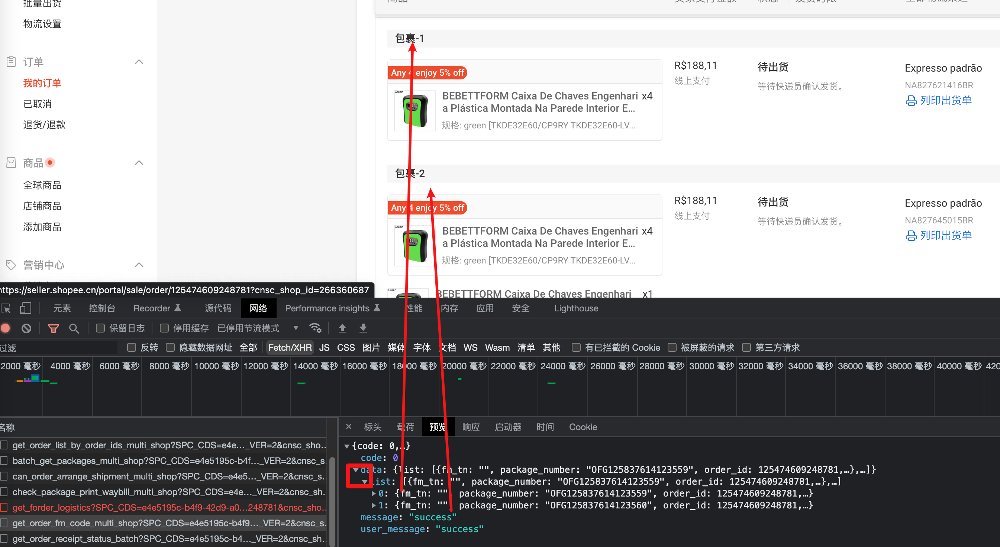 批量出货
物流设置
订单
我的订单
已取消
退货/退款
商品
全球商品
店铺商品
添加商品
营销中心
包裹-1
Any 4 enjoy 5% off
Green
BEBETTFORM Caixa De Chaves Engenhari x4
a Plástica Montada Na Parede Interior E...
规格: green [TKDE32E60/CP9RY TKDE32E60-LV...
R$188,11
线上支付
待出货
等待快递员确认发货。
Expresso padrão
NA827621416BR
列印出货单
包裹-2
Any 4 enjoy 5% off
Green
BEBETTFORM Caixa De Chaves Engenhari x4
a Plástica Montada Na Parede Interior E...
规格: green [TKDE32E60/CP9RY TKDE32E60-LV...
R$188,11
线上支付
待出货
等待快递员确认发货。
Expresso padrão
NA827645015BR
列印出货单
Green
BEBETTFORM Caixa De Chaves Engenhari x1
https://seller.shopee.cn/portal/sale/order/125474609248781?cnsc_shop_id=266360687
元素 控制台 Recorder 源代码 网络 Performance insights 性能 内存 应用 安全 Lighthouse
保留日志 停用缓存 已停用节流模式
过滤 反转 隐藏数据网址 全部 Fetch/XHR JS CSS 图片 媒体 字体 文档 WS Wasm 清单 其他 有已拦截的 Cookie 被屏蔽的请求 第三方请求
2000 毫秒 4000 毫秒 6000 毫秒 8000 毫秒 10000 毫秒 12000 毫秒 14000 毫秒 16000 毫秒 18000 毫秒 20000 毫秒 22000 毫秒 24000 毫秒 26000 毫秒 28000 毫秒 30000 毫秒 32000 毫秒 34000 毫秒 36000 毫秒 38000 毫秒 40000 毫秒 420
名称
get_order_list_by_order_ids_multi_shop?SPC_CDS=e4e…_VER=2&cnsc_sho…
batch_get_packages_multi_shop?SPC_CDS=e4e5195c-b4f…_VER=2&cnsc_s…
can_order_arrange_shipment_multi_shop?SPC_CDS=e4e5…_VER=2&cnsc_s…
check_package_print_waybill_multi_shop?SPC_CDS=e4e…_VER=2&cnsc_sh…
get_forder_logistics?SPC_CDS=e4e5195c-b4f9-42d9-a0…248781&cnsc_sho…
get_order_fm_code_multi_shop?SPC_CDS=e4e5195c-b4f9…_VER=2&cnsc_s…
get_order_receipt_status_batch?SPC_CDS=e4e5195c-b4…_VER=2&cnsc_sh…
× 标头 载荷 预览 响应 启动器 时间 Cookie
{code: 0,…}
code: 0
data: {list: [{fm_tn: "", package_number: "OFG125837614123559", order_id: 125474609248781,…},…]}
list: [{fm_tn: "", package_number: "OFG125837614123559", order_id: 125474609248781,…},…]
0: {fm_tn: "", package_number: "OFG125837614123559", order_id: 125474609248781,…}
1: {fm_tn: "", package_number: "OFG125837614123560", order_id: 125474609248781,…}
message: "success"
user_message: "success"